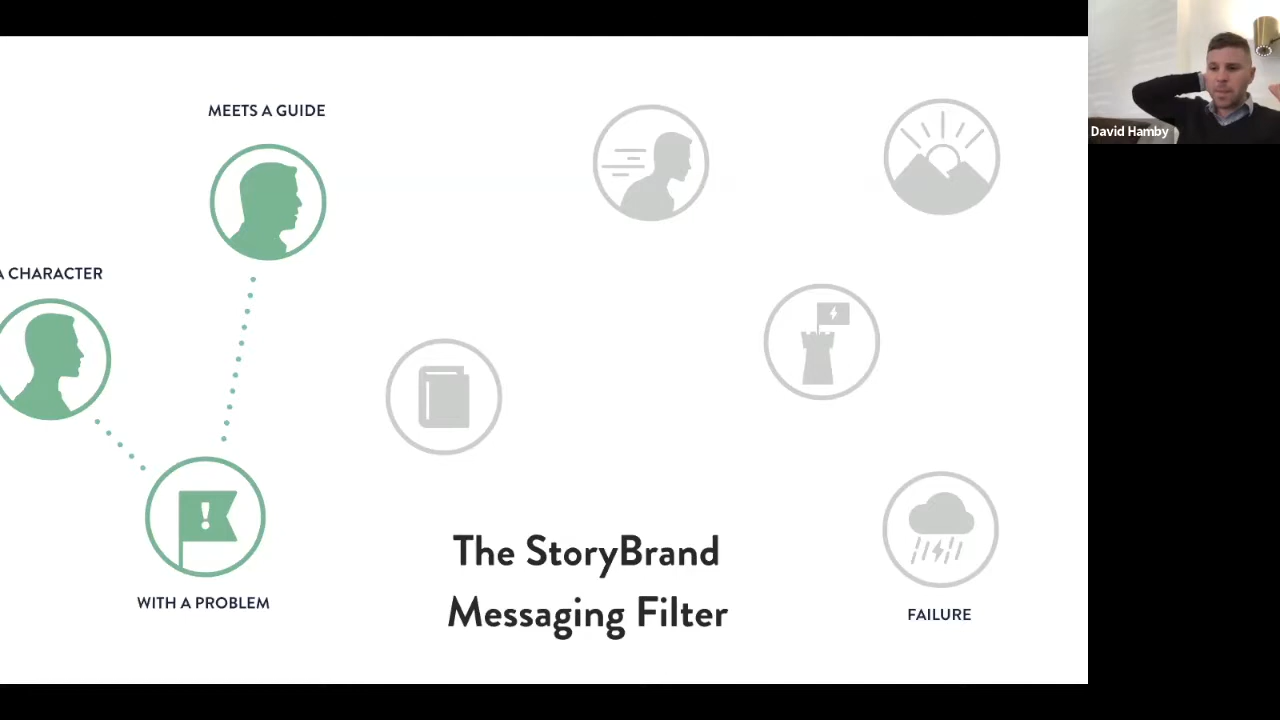 MEETS A GUIDE
David Hamby
A CHARACTER
The StoryBrand
Messaging Filter
WITH A PROBLEM
FAILURE